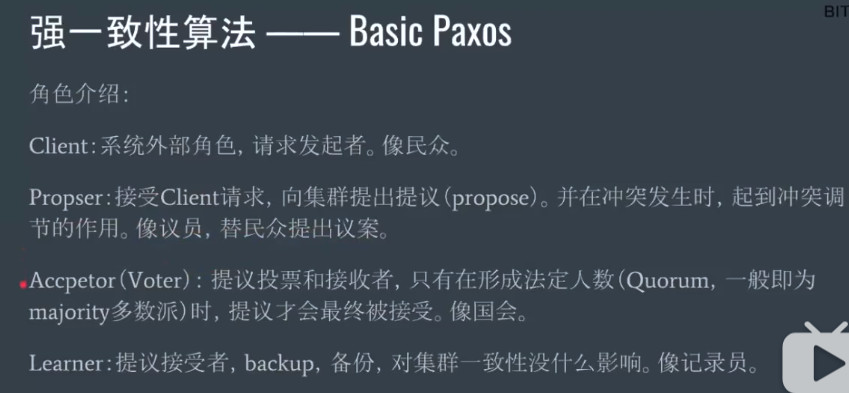 BIT
强一致性算法 —— Basic Paxos
角色介绍：
Client：系统外部角色，请求发起者。像民众。
Propser：接受Client请求，向集群提出提议（propose）。并在冲突发生时，起到冲突调
节的作用。像议员，替民众提出议案。
Accpetor（Voter）：提议投票和接收者，只有在形成法定人数（Quorum，一般即为
majority多数派）时，提议才会最终被接受。像国会。
Learner：提议接受者，backup，备份，对集群一致性没什么影响。像记录员。